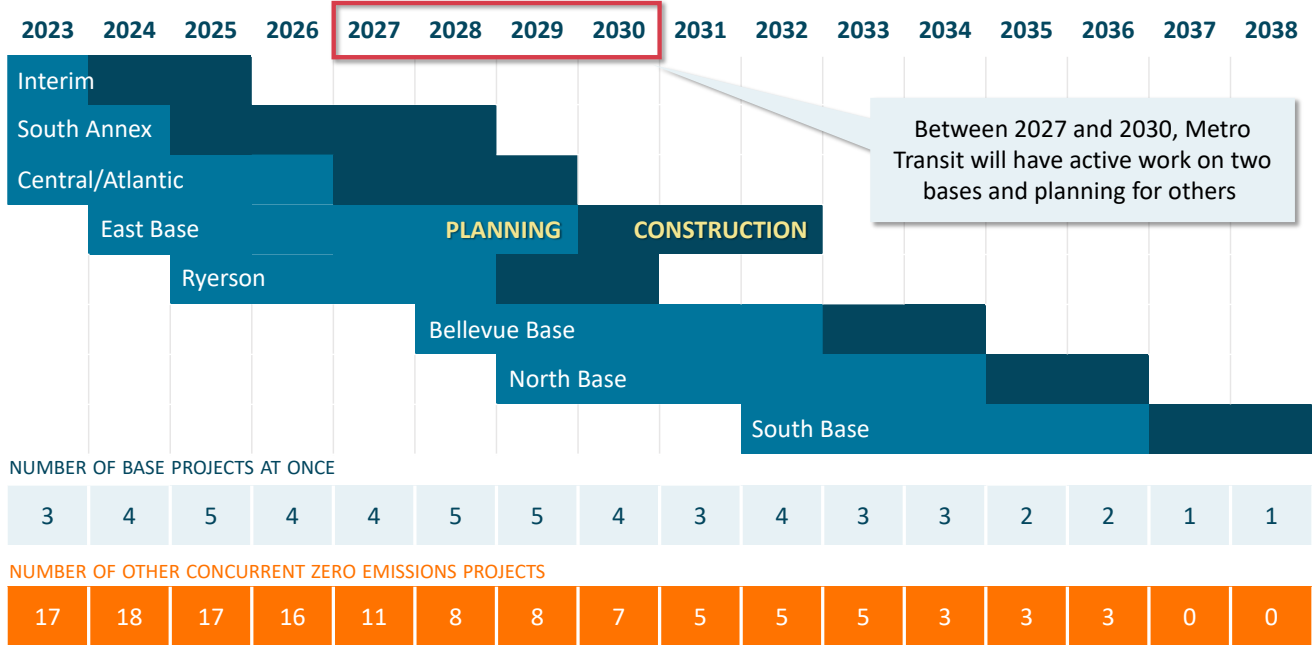 2023 2024 2025 2026 2027 2028 2029 2030 2031 2032 2033 2034 2035 2036 2037 2038
Interim
South Annex
Central/Atlantic
East Base PLANNING CONSTRUCTION
Ryerson
Bellevue Base
North Base
South Base
Between 2027 and 2030, Metro
Transit will have active work on two
bases and planning for others
NUMBER OF BASE PROJECTS AT ONCE
3 4 5 4 4 5 5 4 3 4 3 3 2 2 1 1
NUMBER OF OTHER CONCURRENT ZERO EMISSIONS PROJECTS
17 18 17 16 11 8 8 7 5 5 5 3 3 3 0 0